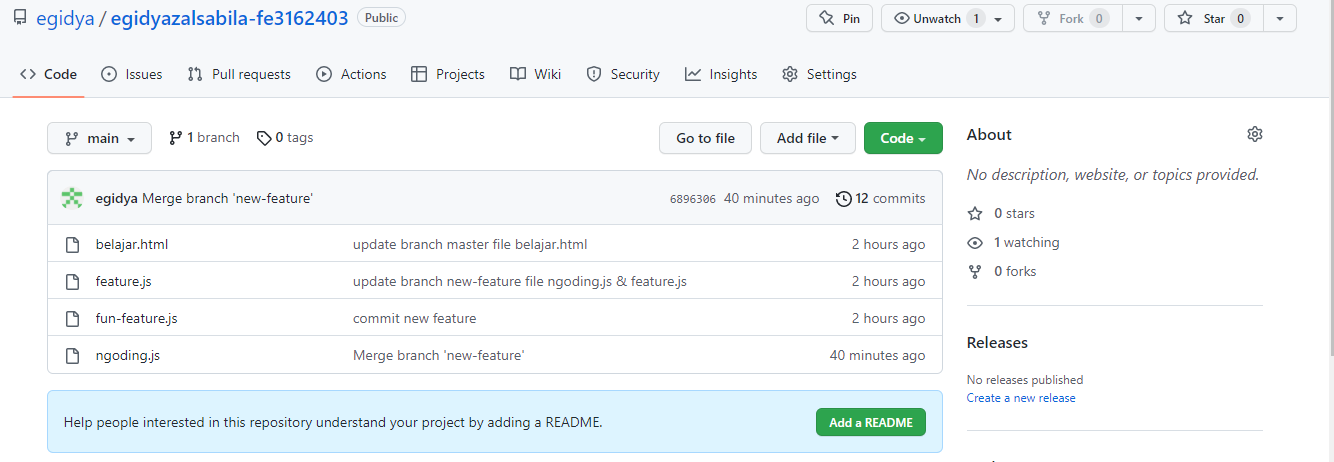 egidya / egidyazalsabila-fe3162403 Public Pin Unwatch 1 Fork 0 Star 0
Code Issues Pull requests Actions Projects Wiki Security Insights Settings
main 1 branch 0 tags Go to file Add file Code
egidya Merge branch 'new-feature' 6896306 40 minutes ago 12 commits
belajar.html update branch master file belajar.html 2 hours ago
feature.js update branch new-feature file ngoding.js & feature.js 2 hours ago
fun-feature.js commit new feature 2 hours ago
ngoding.js Merge branch 'new-feature' 40 minutes ago
Help people interested in this repository understand your project by adding a README. Add a README
About
No description, website, or topics provided.
0 stars
1 watching
0 forks
Releases
No releases published
Create a new release